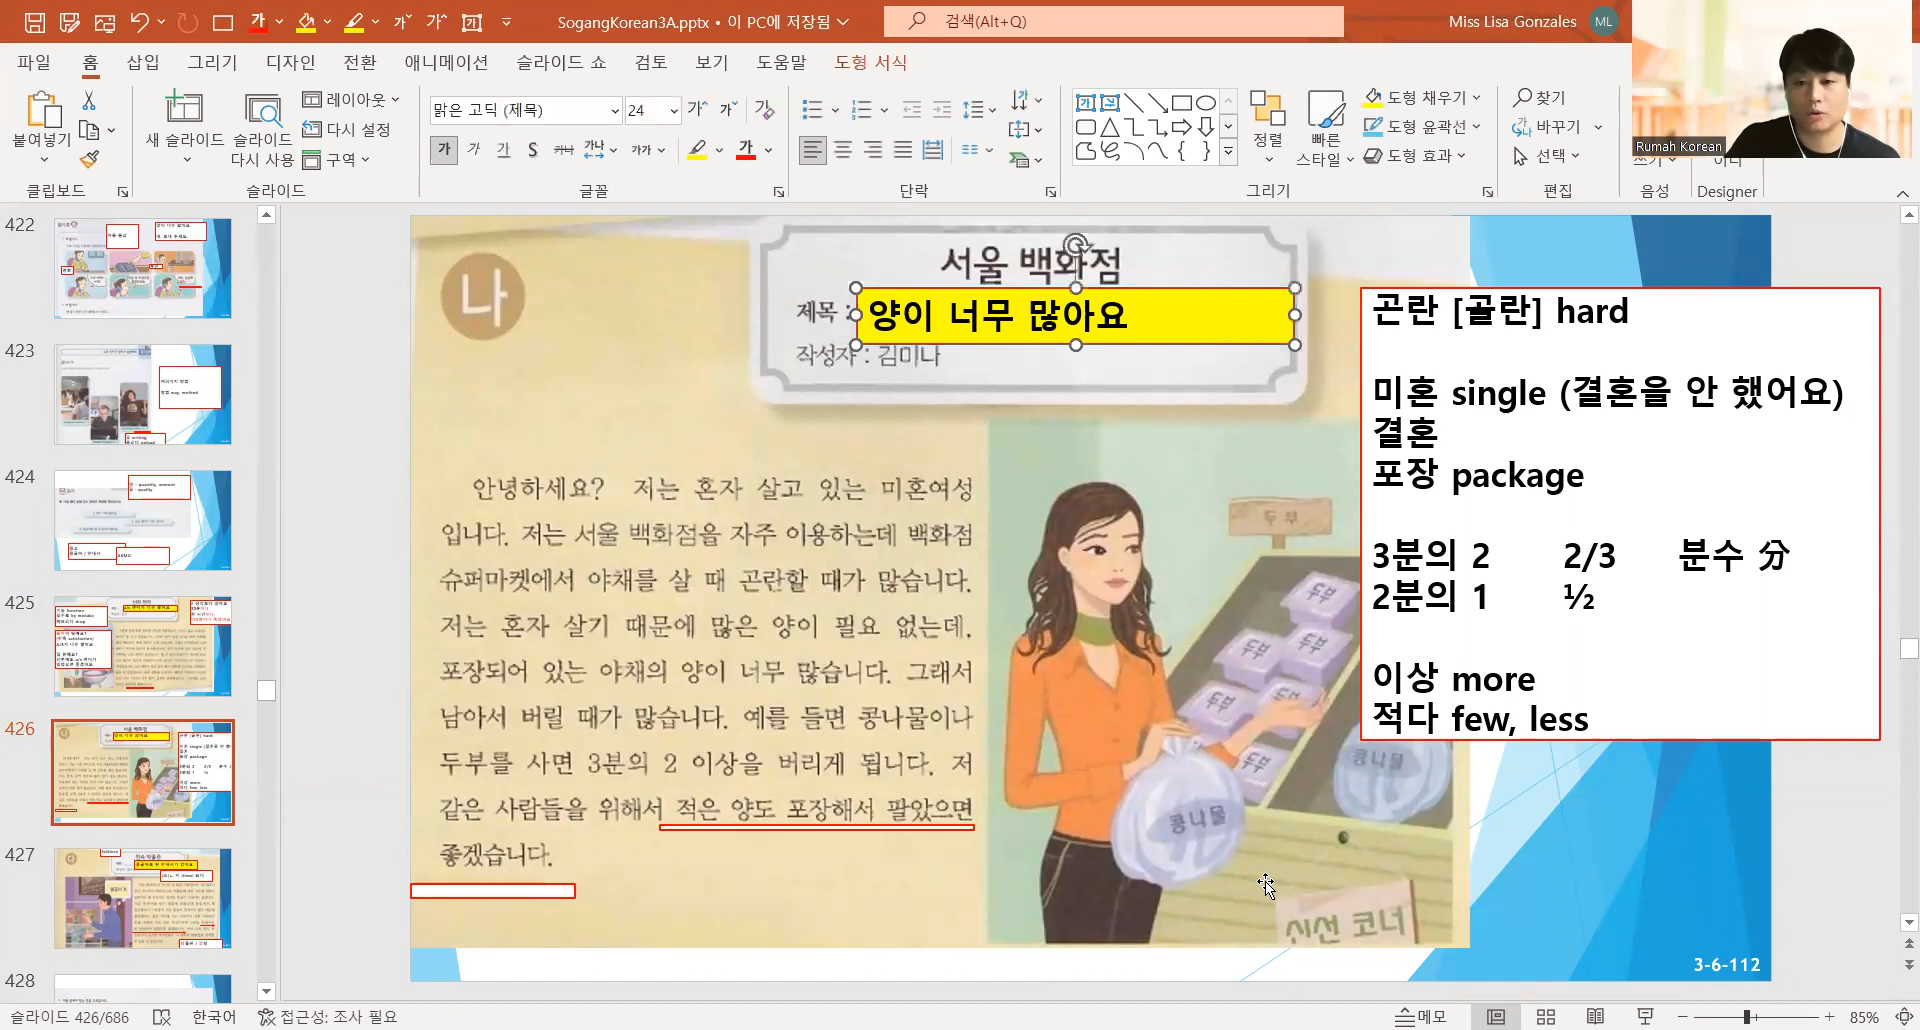 SogangKorean3A.pptx • 이 PC에 저장됨
검색(Alt+Q)
Miss Lisa Gonzales
ML
파일
홈
삽입
그리기
디자인
전환
애니메이션
슬라이드 쇼
검토
보기
도움말
도형 서식
붙여넣기
새 슬라이드
슬라이드 다시 사용
레이아웃
다시 설정
구역
맑은 고딕 (제목)
24
정렬
빠른 스타일
도형 채우기
도형 윤곽선
도형 효과
찾기
바꾸기
선택
Rumah Korean
클립보드
슬라이드
글꼴
단락
그리기
편집
음성
Designer
422
423
424
425
426
427
428
나
서울 백화점
제목 :
양이 너무 많아요
작성자 : 김미나
안녕하세요? 저는 혼자 살고 있는 미혼여성
입니다. 저는 서울 백화점을 자주 이용하는데 백화점
슈퍼마켓에서 야채를 살 때 곤란할 때가 많습니다.
저는 혼자 살기 때문에 많은 양이 필요 없는데.
포장되어 있는 야채의 양이 너무 많습니다. 그래서
남아서 버릴 때가 많습니다. 예를 들면 콩나물이나
두부를 사면 3분의 2 이상을 버리게 됩니다. 저
같은 사람들을 위해서 적은 양도 포장해서 팔았으면
좋겠습니다.
두부
두부
두부
두부
두부
두부
콩나물
콩나물
신선 코너
곤란 [골란] hard
미혼 single (결혼을 안 했어요)
결혼
포장 package
3분의 2 2/3 분수 分
2분의 1 ½
이상 more
적다 few, less
3-6-112
슬라이드 426/686
한국어
접근성: 조사 필요
메모
85%